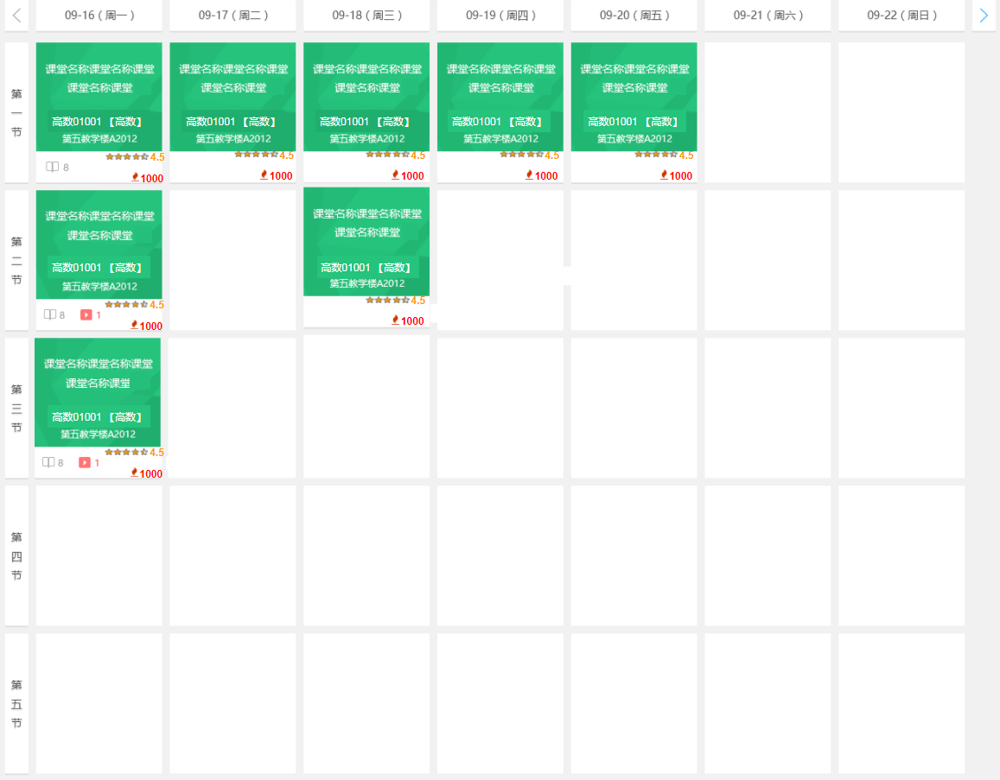 09-16（周一） 09-17（周二） 09-18（周三） 09-19（周四） 09-20（周五） 09-21（周六） 09-22（周日）
第一节
课堂名称课堂名称课堂
课堂名称课堂
高数01001 【高数】
第五教学楼A2012
4.5
8
1000
课堂名称课堂名称课堂
课堂名称课堂
高数01001 【高数】
第五教学楼A2012
4.5
1000
课堂名称课堂名称课堂
课堂名称课堂
高数01001 【高数】
第五教学楼A2012
4.5
1000
课堂名称课堂名称课堂
课堂名称课堂
高数01001 【高数】
第五教学楼A2012
4.5
1000
课堂名称课堂名称课堂
课堂名称课堂
高数01001 【高数】
第五教学楼A2012
4.5
1000
第二节
课堂名称课堂名称课堂
课堂名称课堂
高数01001 【高数】
第五教学楼A2012
4.5
8 1
1000
课堂名称课堂名称课堂
课堂名称课堂
高数01001 【高数】
第五教学楼A2012
4.5
1000
第三节
课堂名称课堂名称课堂
课堂名称课堂
高数01001 【高数】
第五教学楼A2012
4.5
8 1
1000
第四节
第五节